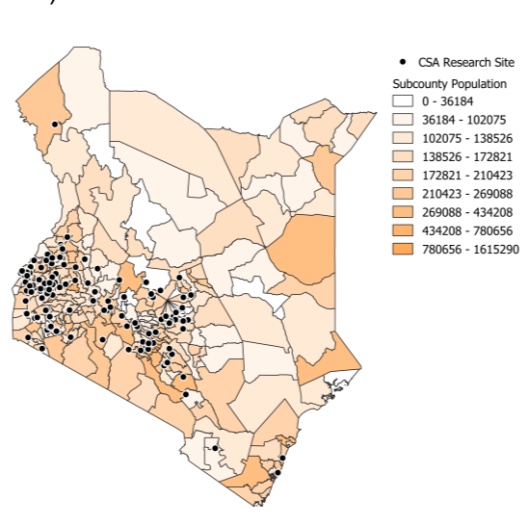 CSA Research Site
Subcounty Population
0 - 36184
36184 - 102075
102075 - 138526
138526 - 172821
172821 - 210423
210423 - 269088
269088 - 434208
434208 - 780656
780656 - 1615290